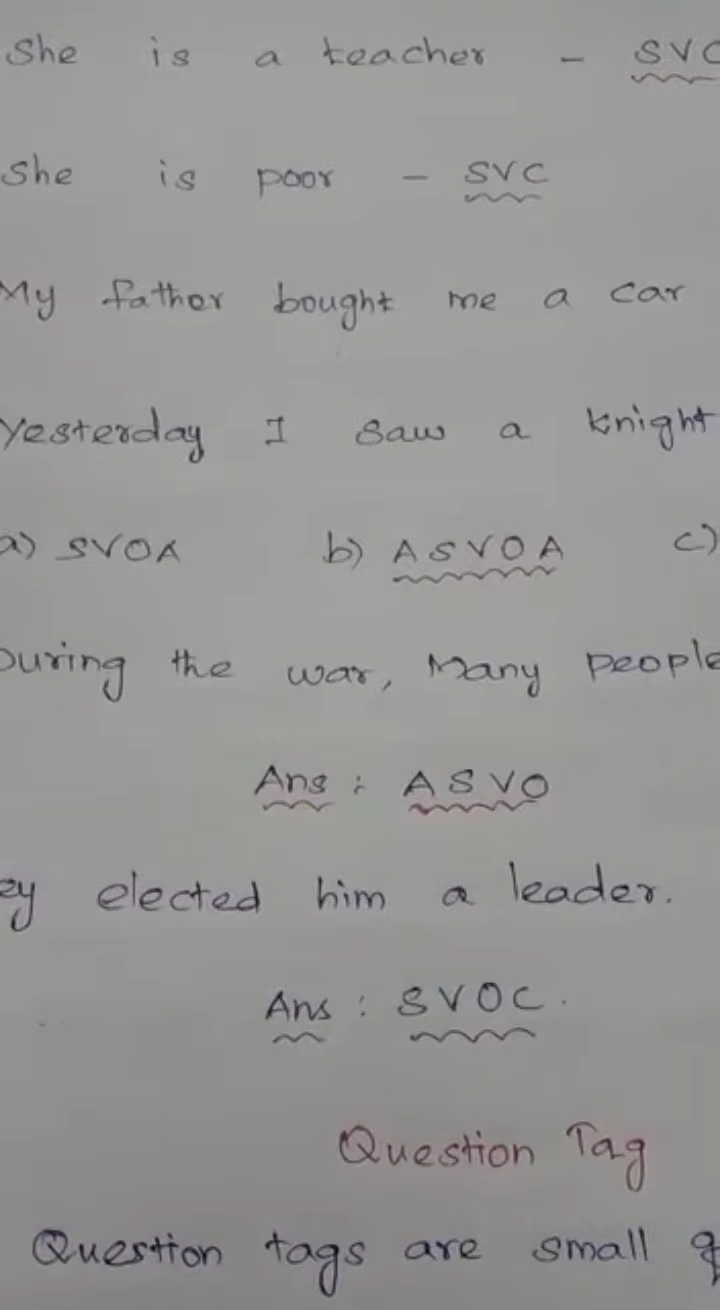 She is a teacher - SVC
She is poor - SVC
My father bought me a car
Yesterday I saw a knight
a) SVOA b) ASVOA c)
During the war, Many people
Ans : ASVO
ey elected him a leader.
Ans : SVOC.
Question Tag
Question tags are small q